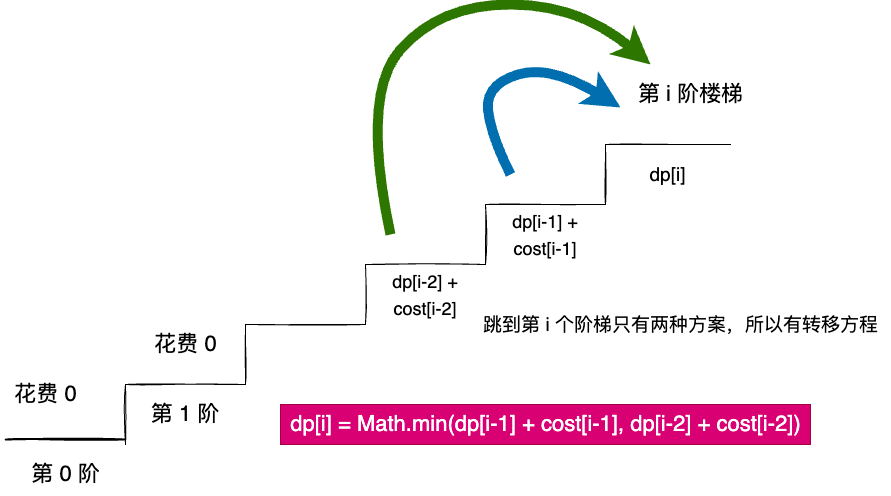 第 i 阶楼梯
dp[i]
dp[i-1] +
cost[i-1]
dp[i-2] +
cost[i-2]
跳到第 i 个阶梯只有两种方案，所以有转移方程
花费 0
花费 0
第 1 阶
dp[i] = Math.min(dp[i-1] + cost[i-1], dp[i-2] + cost[i-2])
第 0 阶